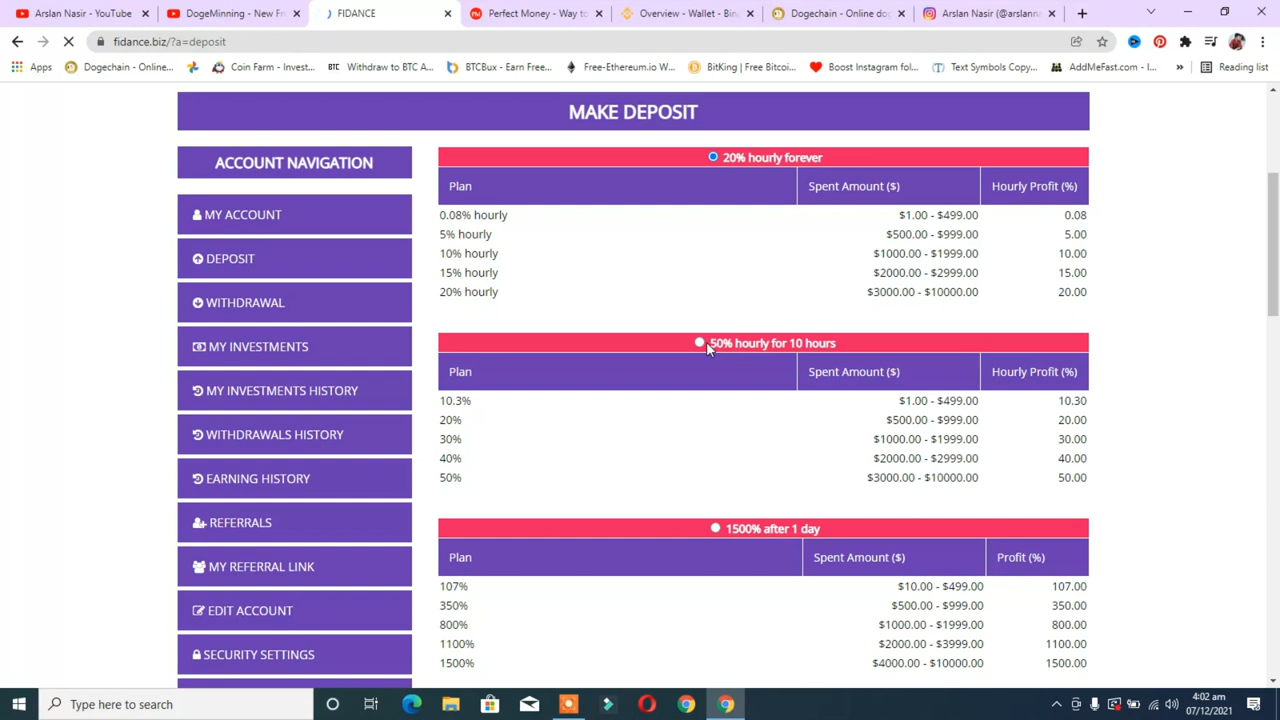 Arslan Nasir - YouTube
DogeMinning - New Fr
FIDANCE
Perfect Money - Way to
Overview - Wallet - Bin
Dogechain - Online dog
Arslan Nasir (@arslann
fidance.biz/?a=deposit
Apps
Dogechain - Online...
Coin Farm - Invest...
BTC Withdraw to BTC A...
BTCBux - Earn Free...
Free-Ethereum.io W...
BitKing | Free Bitcoi...
Boost Instagram fol...
Text Symbols Copy...
AddMeFast.com - I...
»
Reading list
MAKE DEPOSIT
ACCOUNT NAVIGATION
MY ACCOUNT
DEPOSIT
WITHDRAWAL
MY INVESTMENTS
MY INVESTMENTS HISTORY
WITHDRAWALS HISTORY
EARNING HISTORY
REFERRALS
MY REFERRAL LINK
EDIT ACCOUNT
SECURITY SETTINGS
20% hourly forever
Plan Spent Amount ($) Hourly Profit (%)
0.08% hourly $1.00 - $499.00 0.08
5% hourly $500.00 - $999.00 5.00
10% hourly $1000.00 - $1999.00 10.00
15% hourly $2000.00 - $2999.00 15.00
20% hourly $3000.00 - $10000.00 20.00
50% hourly for 10 hours
Plan Spent Amount ($) Hourly Profit (%)
10.3% $1.00 - $499.00 10.30
20% $500.00 - $999.00 20.00
30% $1000.00 - $1999.00 30.00
40% $2000.00 - $2999.00 40.00
50% $3000.00 - $10000.00 50.00
1500% after 1 day
Plan Spent Amount ($) Profit (%)
107% $10.00 - $499.00 107.00
350% $500.00 - $999.00 350.00
800% $1000.00 - $1999.00 800.00
1100% $2000.00 - $3999.00 1100.00
1500% $4000.00 - $10000.00 1500.00
Type here to search
4:02 am
07/12/2021